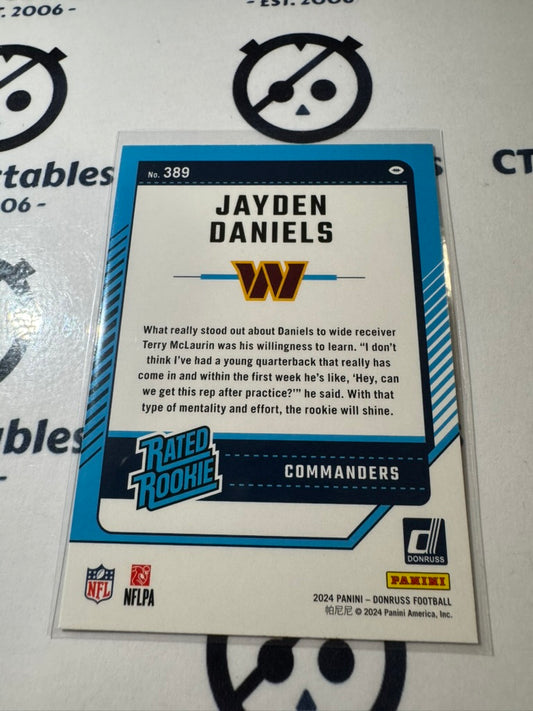 . 2006 -
- EST. 2006 -
ctables
06 -
CT
No. 389
JAYDEN
DANIELS
W
What really stood out about Daniels to wide receiver
Terry McLaurin was his willingness to learn. “I don’t
think I’ve had a young quarterback that really has
come in and within the first week he’s like, ‘Hey, can
we get this rep after practice?’” he said. With that
type of mentality and effort, the rookie will shine.
ables
6 -
RATED
ROOKIE
COMMANDERS
DONRUSS
NFL
NFLPA
PANINI
2024 PANINI – DONRUSS FOOTBALL
帕尼尼 © 2024 Panini America, Inc.